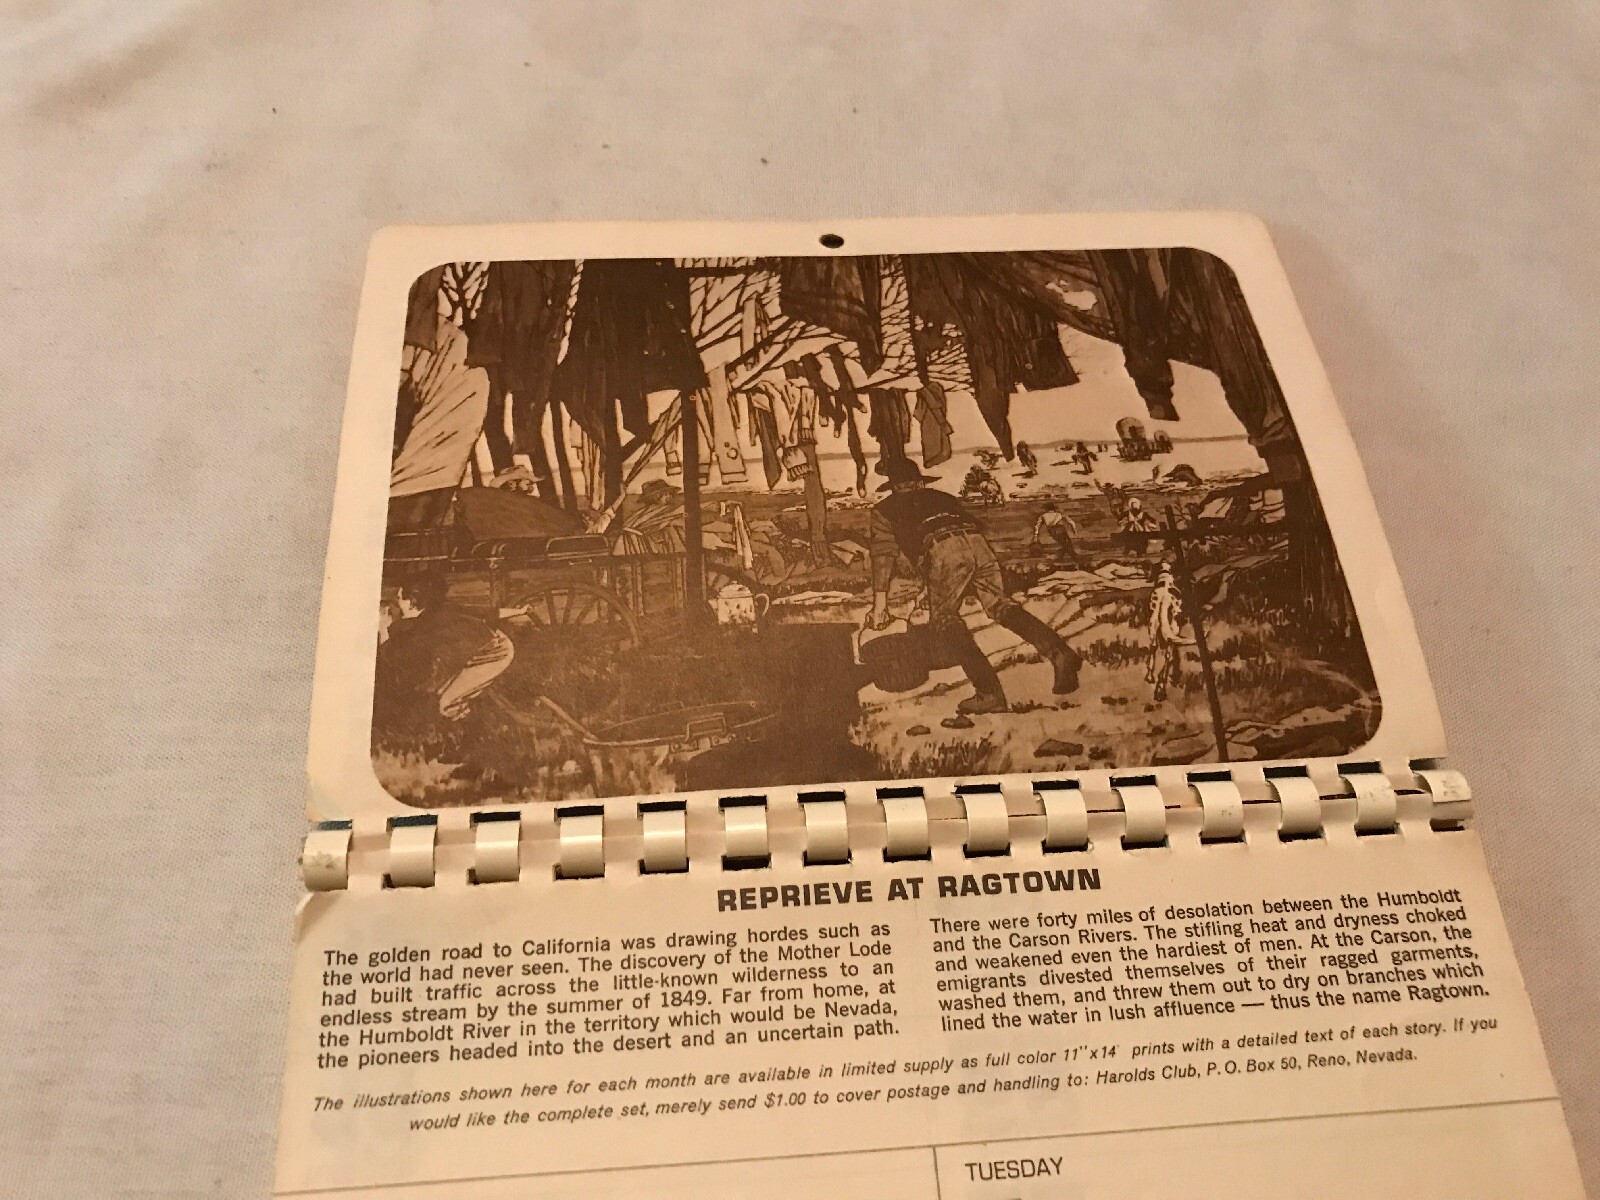 REPRIEVE AT RAGTOWN
The golden road to California was drawing hordes such as
the world had never seen. The discovery of the Mother Lode
had built traffic across the little-known wilderness to an
endless stream by the summer of 1849. Far from home, at
the Humboldt River in the territory which would be Nevada,
the pioneers headed into the desert and an uncertain path.
There were forty miles of desolation between the Humboldt
and the Carson Rivers. The stifling heat and dryness choked
and weakened even the hardiest of men. At the Carson, the
emigrants divested themselves of their ragged garments,
washed them, and threw them out to dry on branches which
lined the water in lush affluence — thus the name Ragtown.
The illustrations shown here for each month are available in limited supply as full color 11"x14" prints with a detailed text of each story. If you
would like the complete set, merely send $1.00 to cover postage and handling to: Harolds Club, P. O. Box 50, Reno, Nevada.
TUESDAY